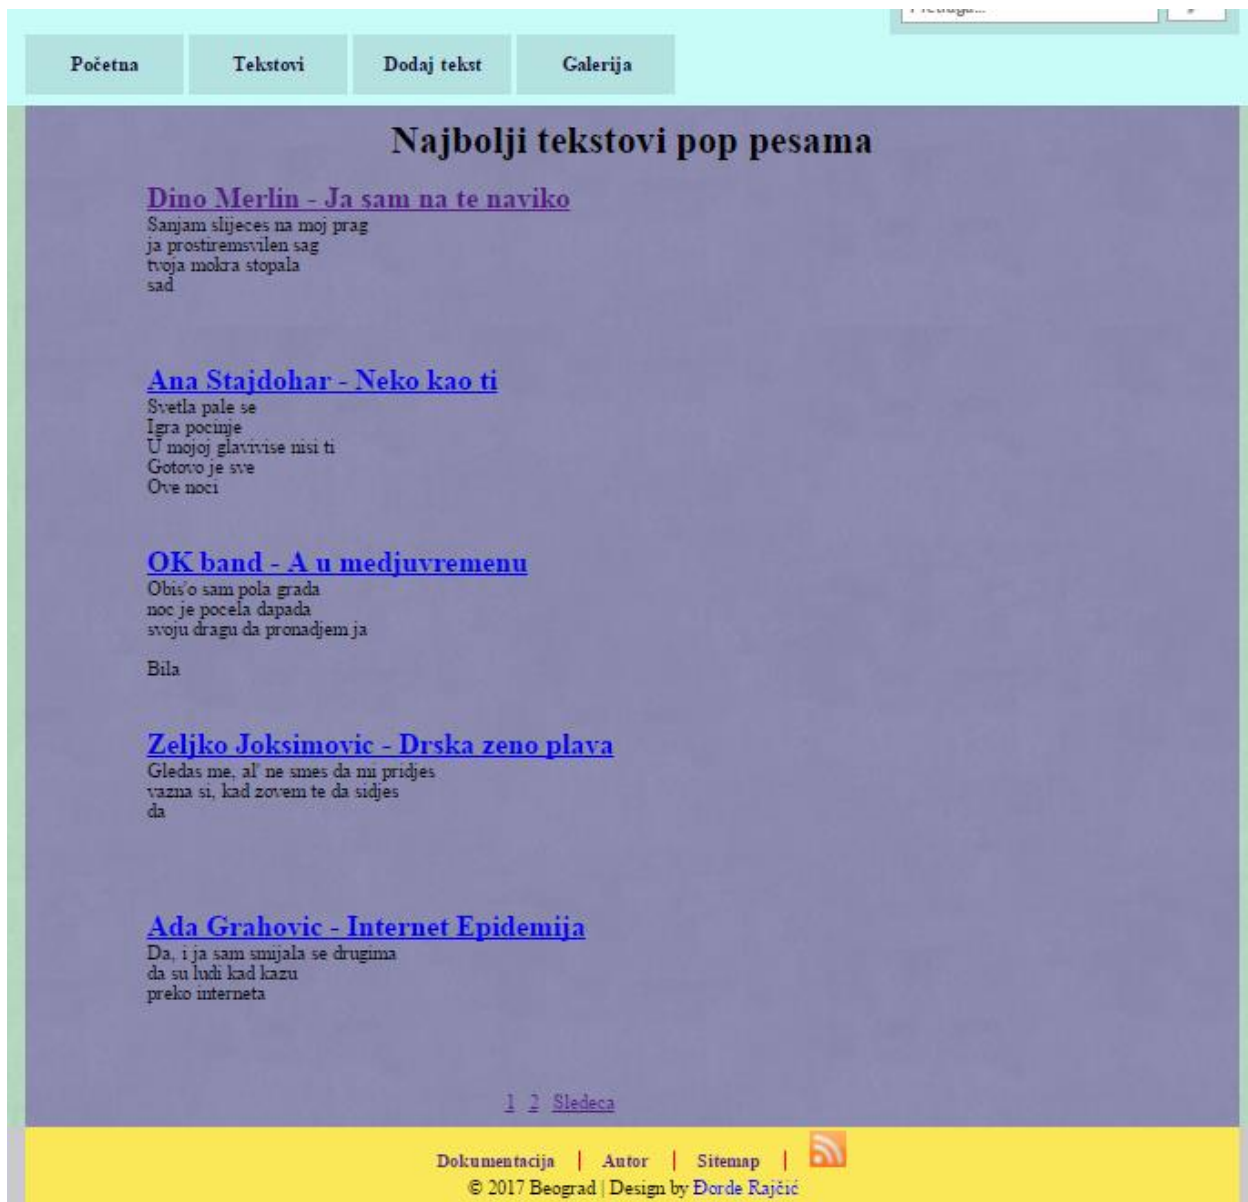 Pretraga...
Početna Tekstovi Dodaj tekst Galerija
Najbolji tekstovi pop pesama
Dino Merlin - Ja sam na te naviko
Sanjam slijeces na moj prag
ja prostiremsvilen sag
tvoja mokra stopala
sad
Ana Stajdohar - Neko kao ti
Svetla pale se
Igra pocinje
U mojoj glavivise nisi ti
Gotovo je sve
Ove noci
OK band - A u medjuvremenu
Obis'o sam pola grada
noc je pocela dapada
svoju dragu da pronadjem ja
Bila
Zeljko Joksimovic - Drska zeno plava
Gledas me, al' ne smes da mi pridjes
vazna si, kad zovem te da sidjes
da
Ada Grahovic - Internet Epidemija
Da, i ja sam smijala se drugima
da su ludi kad kazu
preko interneta
1 2 Sledeca
Dokumentacija | Autor | Sitemap |
© 2017 Beograd | Design by Đorđe Rajčić